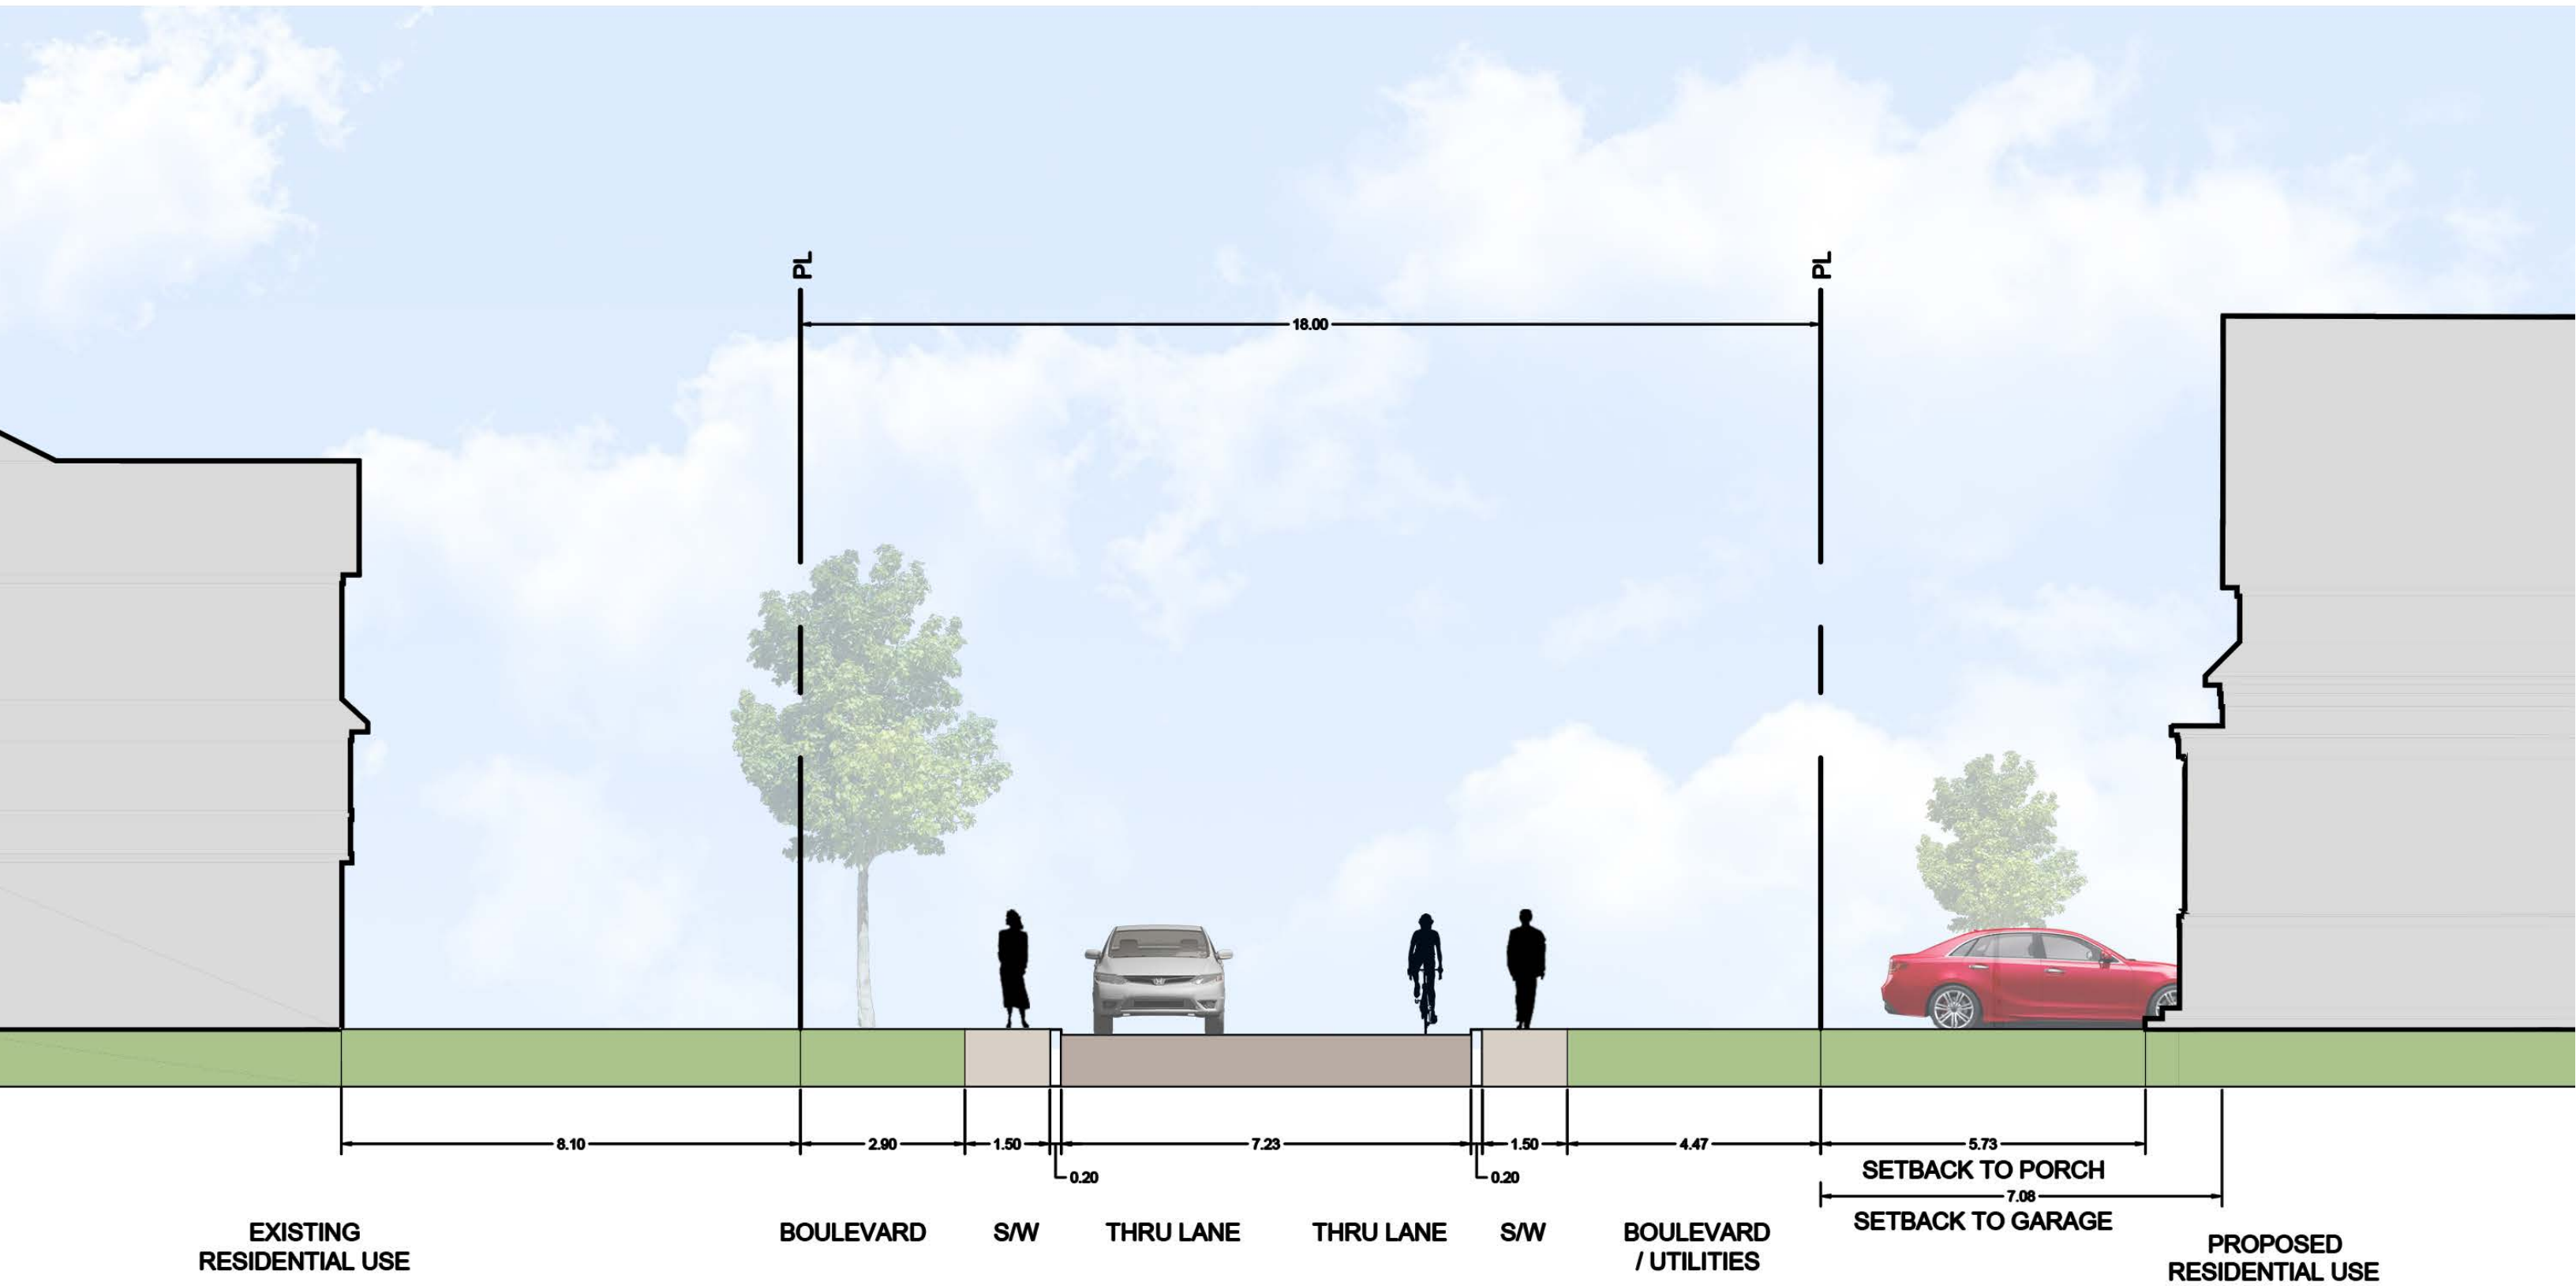 PL
PL
18.00
8.10
2.90
1.50
7.23
1.50
4.47
5.73
0.20
0.20
SETBACK TO PORCH
7.08
SETBACK TO GARAGE
EXISTING
RESIDENTIAL USE
BOULEVARD
S/W
THRU LANE
THRU LANE
S/W
BOULEVARD
/ UTILITIES
PROPOSED
RESIDENTIAL USE